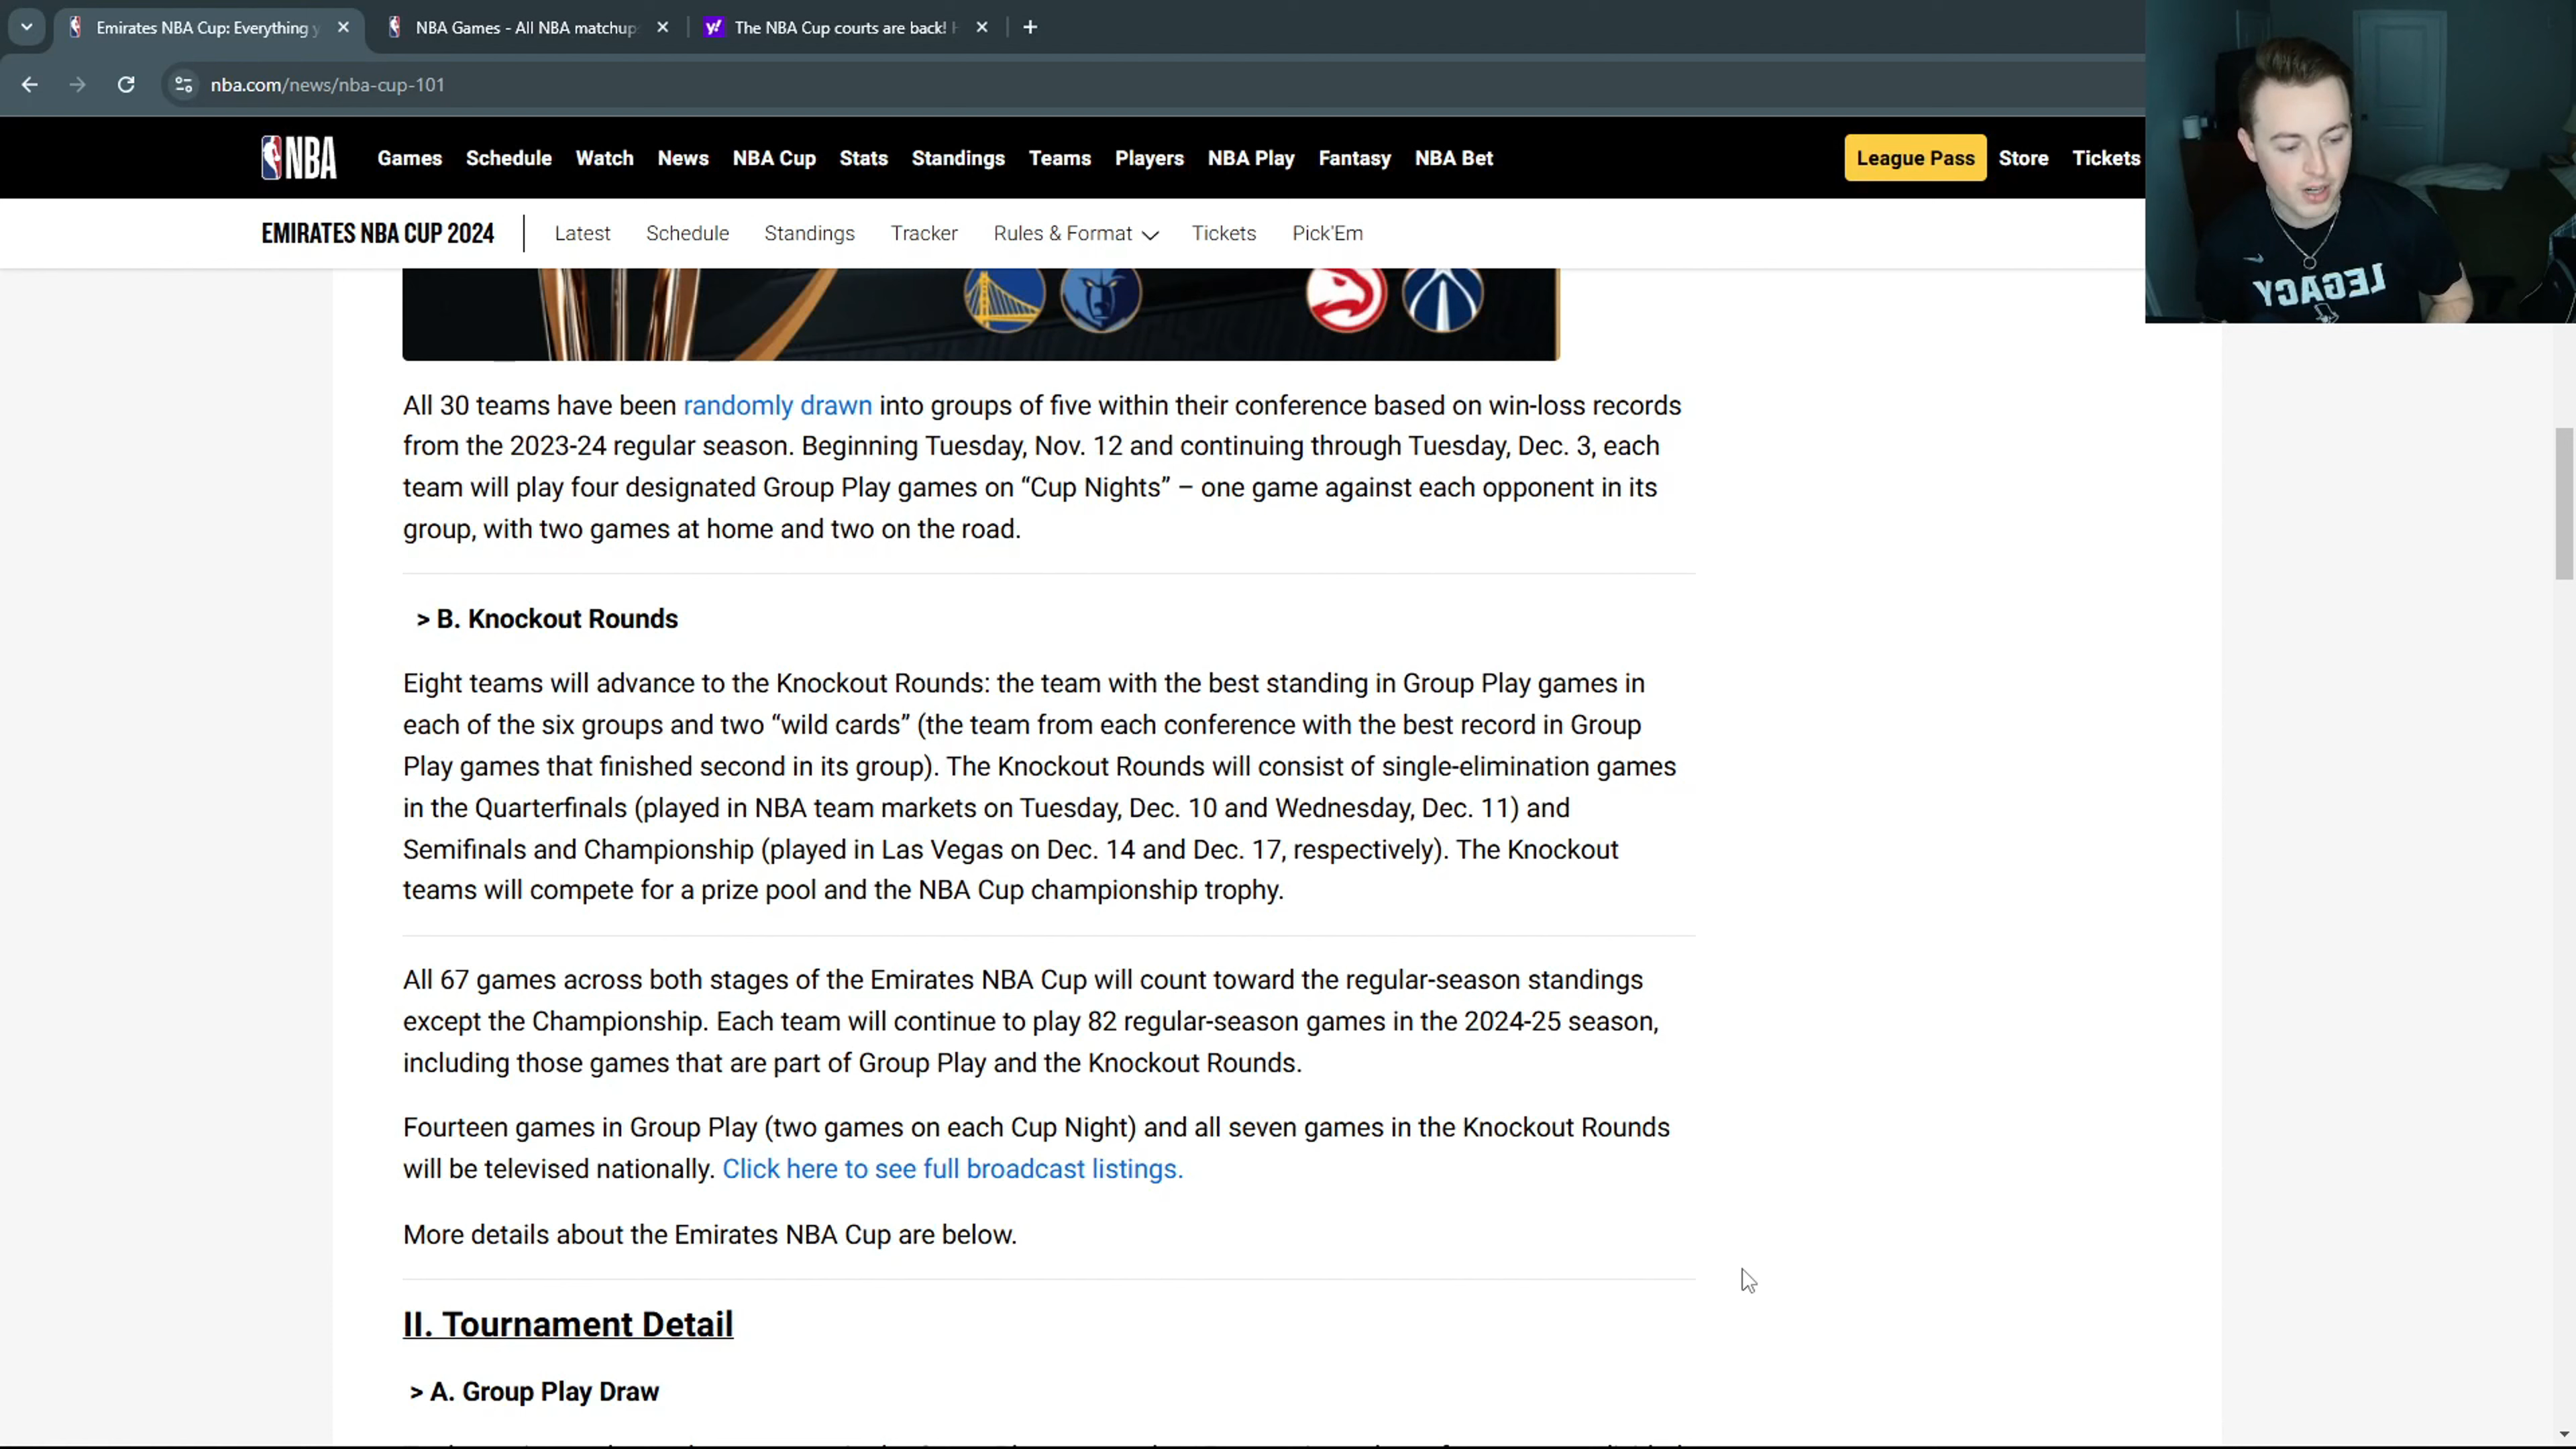 Emirates NBA Cup: Everything y
NBA Games - All NBA matchup
The NBA Cup courts are back! H
nba.com/news/nba-cup-101
NBA Games Schedule Watch News NBA Cup Stats Standings Teams Players NBA Play Fantasy NBA Bet League Pass Store Tickets
EMIRATES NBA CUP 2024 Latest Schedule Standings Tracker Rules & Format Tickets Pick'Em
LEGACY
All 30 teams have been randomly drawn into groups of five within their conference based on win-loss records
from the 2023-24 regular season. Beginning Tuesday, Nov. 12 and continuing through Tuesday, Dec. 3, each
team will play four designated Group Play games on “Cup Nights” – one game against each opponent in its
group, with two games at home and two on the road.
> B. Knockout Rounds
Eight teams will advance to the Knockout Rounds: the team with the best standing in Group Play games in
each of the six groups and two “wild cards” (the team from each conference with the best record in Group
Play games that finished second in its group). The Knockout Rounds will consist of single-elimination games
in the Quarterfinals (played in NBA team markets on Tuesday, Dec. 10 and Wednesday, Dec. 11) and
Semifinals and Championship (played in Las Vegas on Dec. 14 and Dec. 17, respectively). The Knockout
teams will compete for a prize pool and the NBA Cup championship trophy.
All 67 games across both stages of the Emirates NBA Cup will count toward the regular-season standings
except the Championship. Each team will continue to play 82 regular-season games in the 2024-25 season,
including those games that are part of Group Play and the Knockout Rounds.
Fourteen games in Group Play (two games on each Cup Night) and all seven games in the Knockout Rounds
will be televised nationally. Click here to see full broadcast listings.
More details about the Emirates NBA Cup are below.
II. Tournament Detail
> A. Group Play Draw